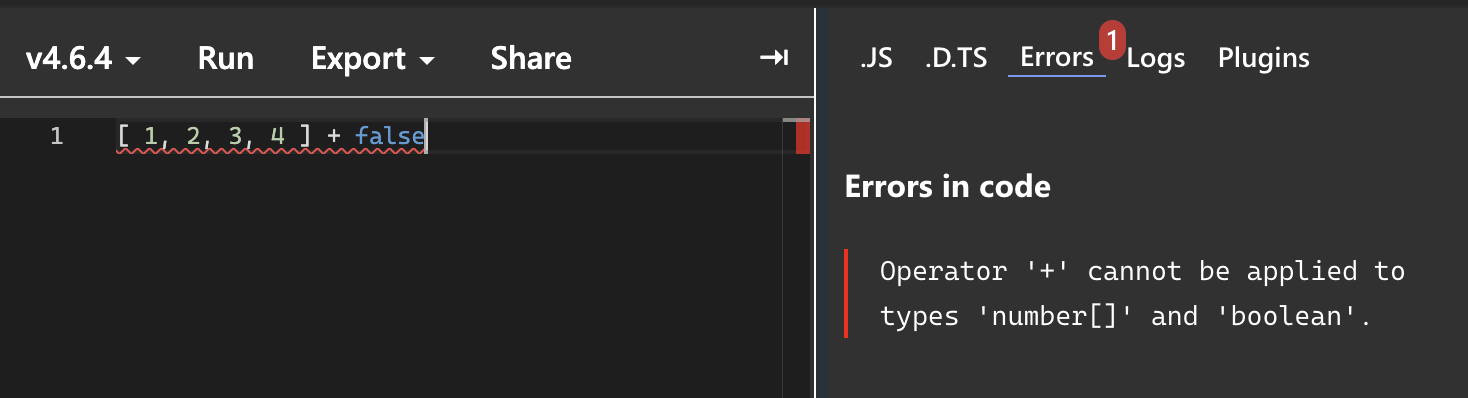 v4.6.4 Run Export Share
.JS .D.TS Errors 1 Logs Plugins
1 [ 1, 2, 3, 4 ] + false
Errors in code
Operator '+' cannot be applied to
types 'number[]' and 'boolean'.